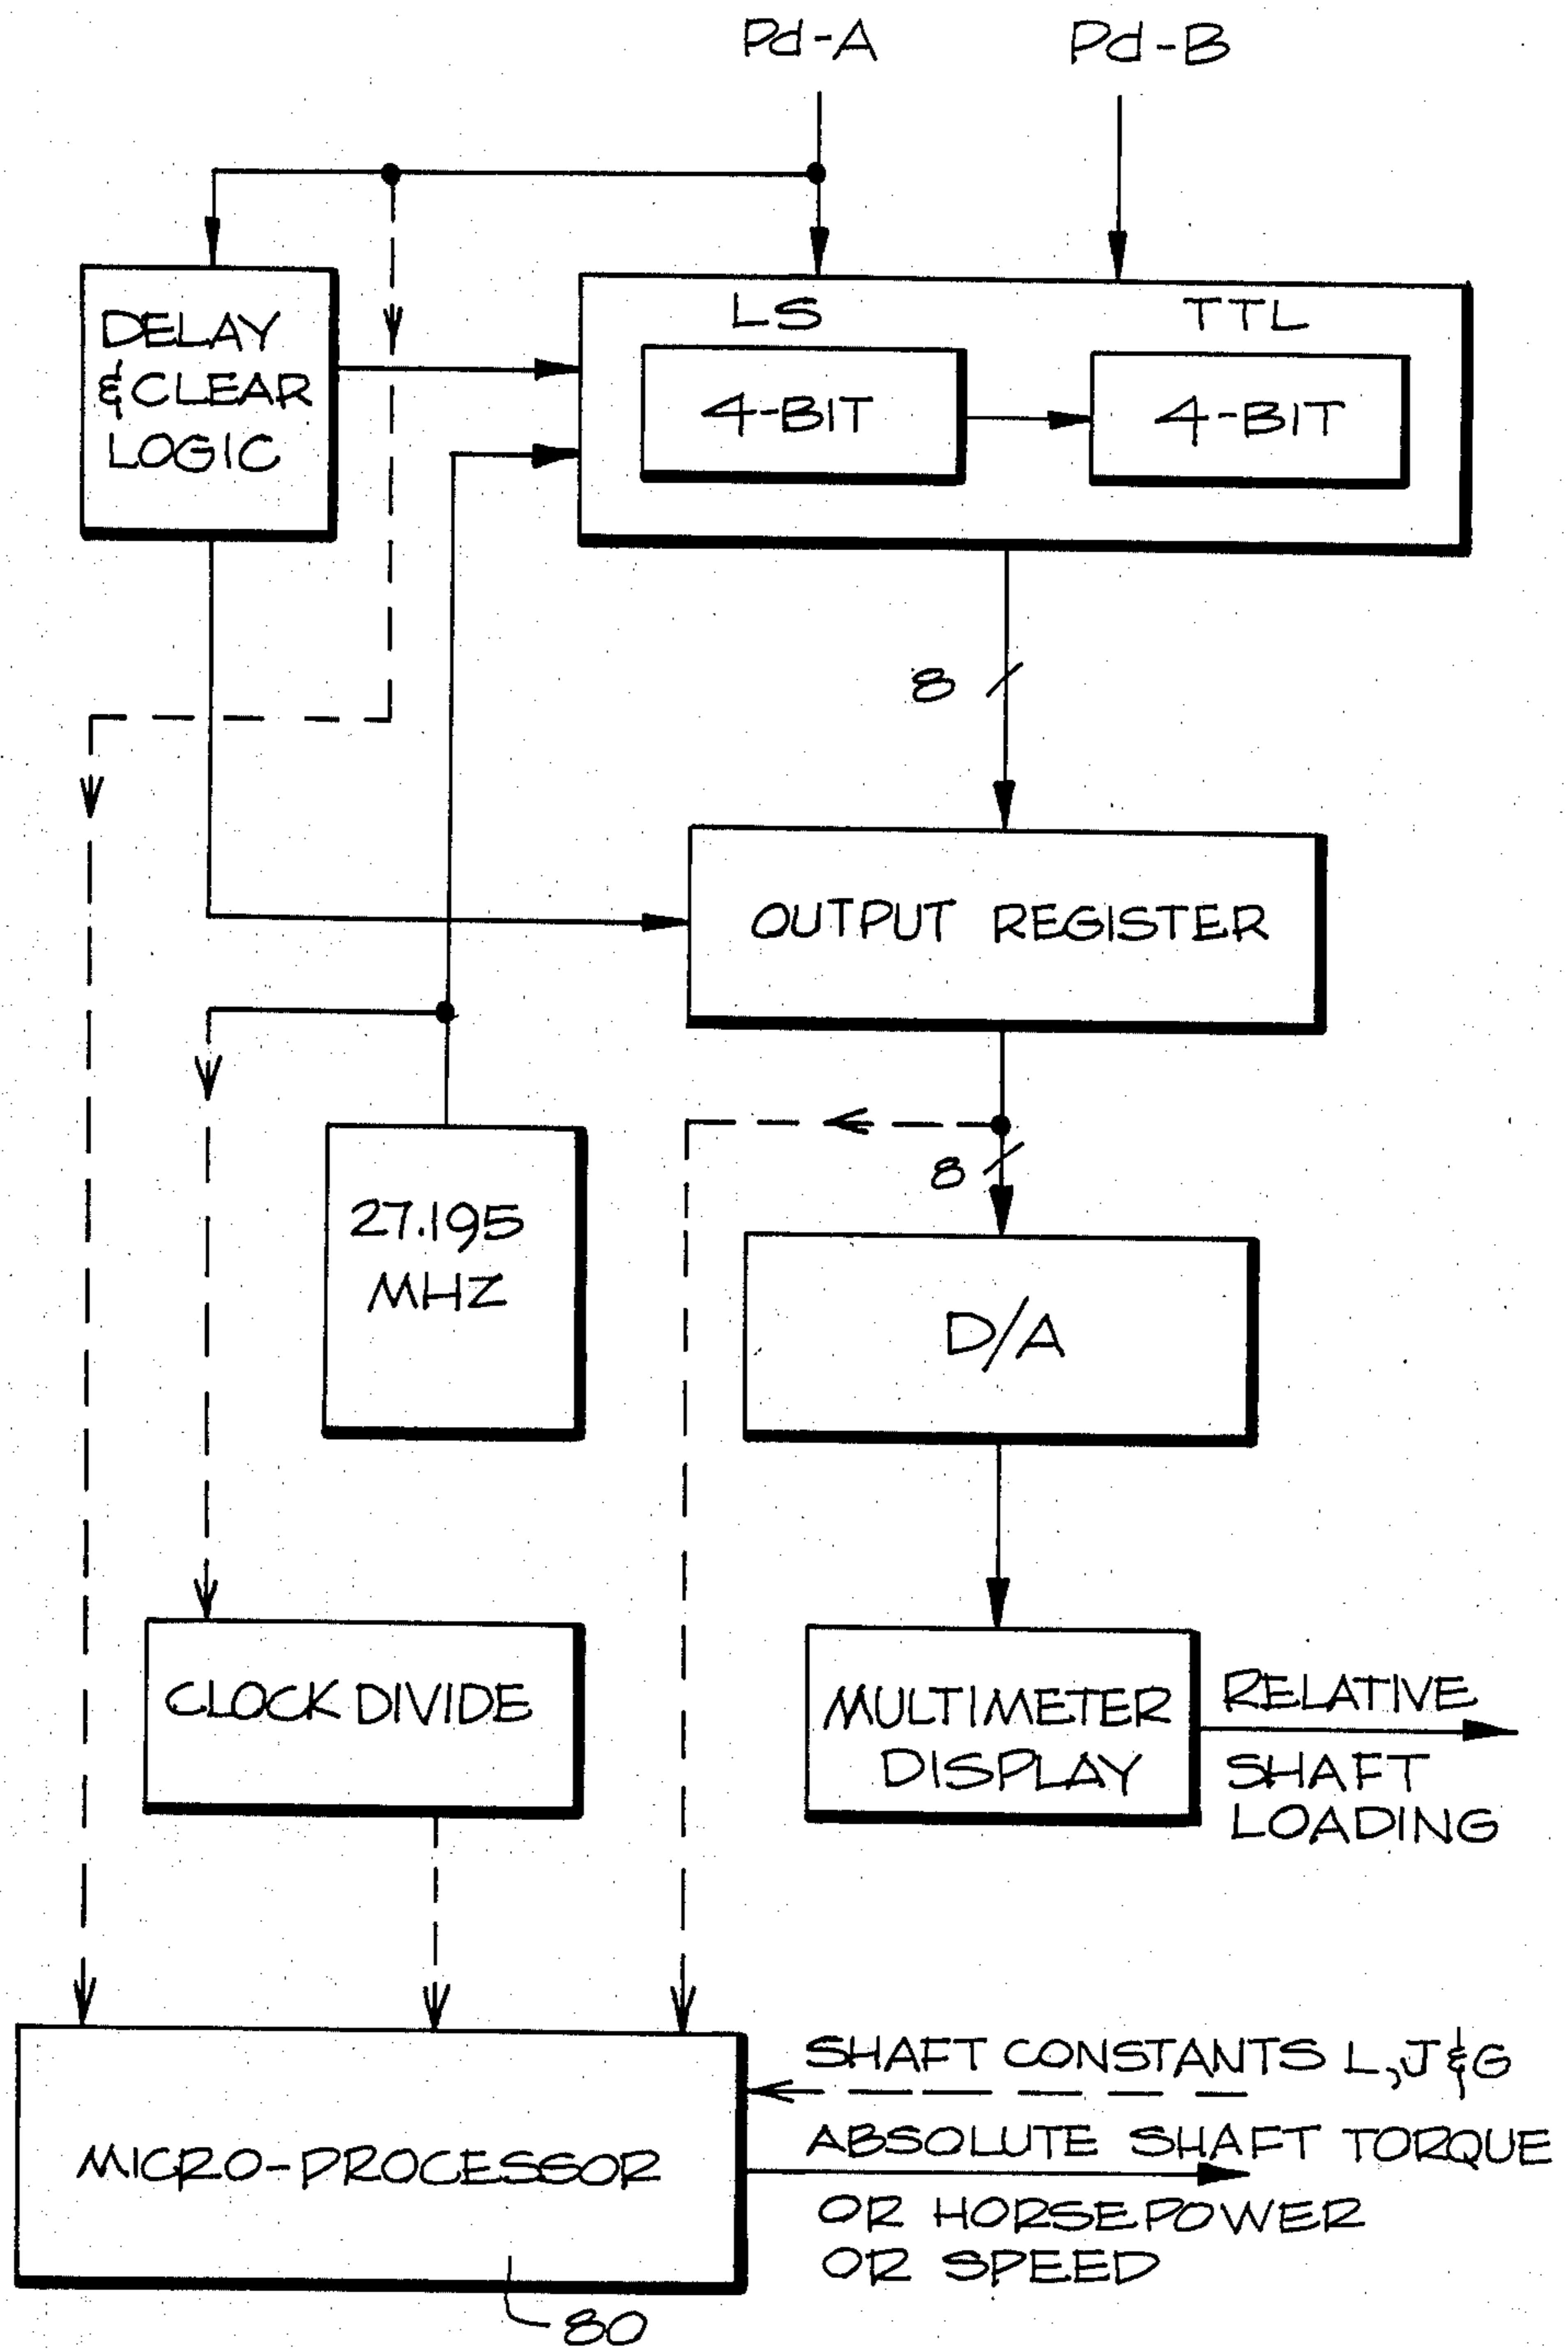 Pd-A
Pd-B
DELAY
& CLEAR
LOGIC
LS
TTL
4-BIT
4-BIT
8
OUTPUT REGISTER
8
27.195
MHZ
D/A
CLOCK DIVIDE
MULTIMETER
DISPLAY
RELATIVE
SHAFT
LOADING
SHAFT CONSTANTS L,J & G
MICRO-PROCESSOR
ABSOLUTE SHAFT TORQUE
OR HORSEPOWER
OR SPEED
80